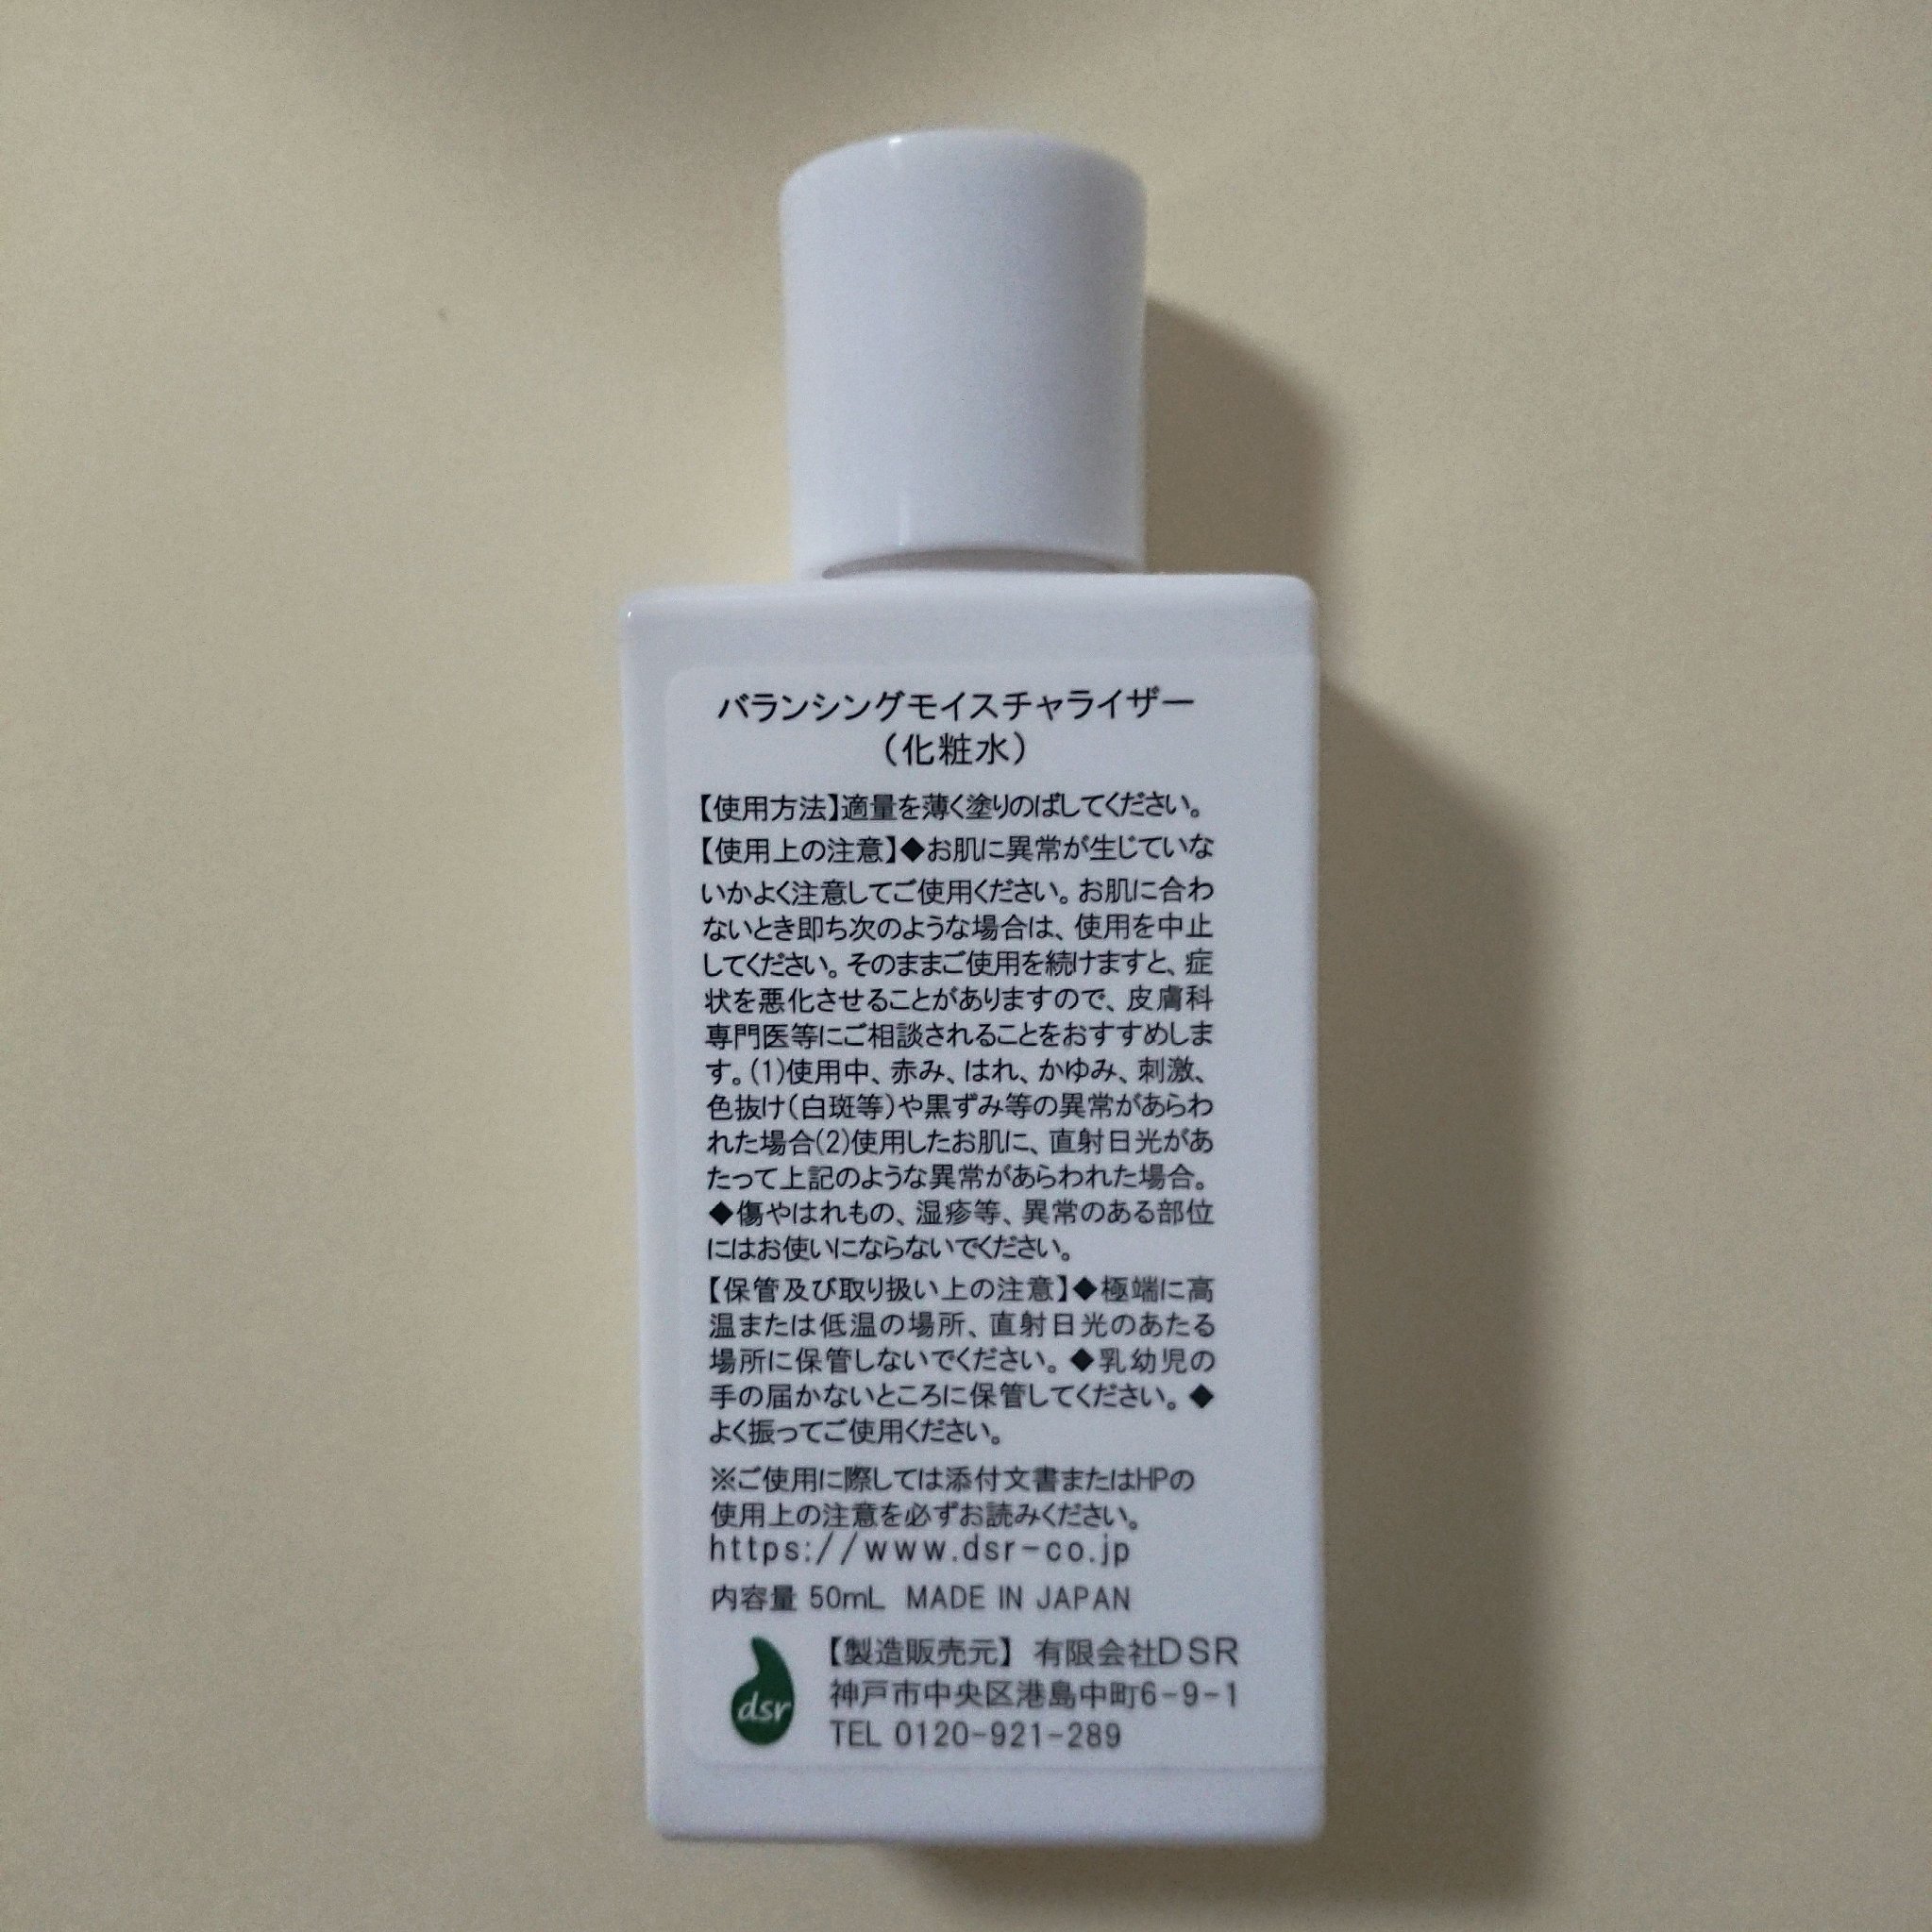 バランシングモイスチャライザー
（化粧水）
【使用方法】適量を薄く塗りのばしてください。
【使用上の注意】◆お肌に異常が生じていな
いかよく注意してご使用ください。お肌に合わ
ないとき即ち次のような場合は、使用を中止
してください。そのままご使用を続けますと、症
状を悪化させることがありますので、皮膚科
専門医等にご相談されることをおすすめしま
す。(1)使用中、赤み、はれ、かゆみ、刺激、
色抜け（白斑等）や黒ずみ等の異常があらわ
れた場合(2)使用したお肌に、直射日光があ
たって上記のような異常があらわれた場合。
◆傷やはれもの、湿疹等、異常のある部位
にはお使いにならないでください。
【保管及び取り扱い上の注意】◆極端に高
温または低温の場所、直射日光のあたる
場所に保管しないでください。◆乳幼児の
手の届かないところに保管してください。◆
よく振ってご使用ください。
※ご使用に際しては添付文書またはHPの
使用上の注意を必ずお読みください。
https://www.dsr-co.jp
内容量 50mL MADE IN JAPAN
【製造販売元】 有限会社DSR
神戸市中央区港島中町6-9-1
TEL 0120-921-289
dsr